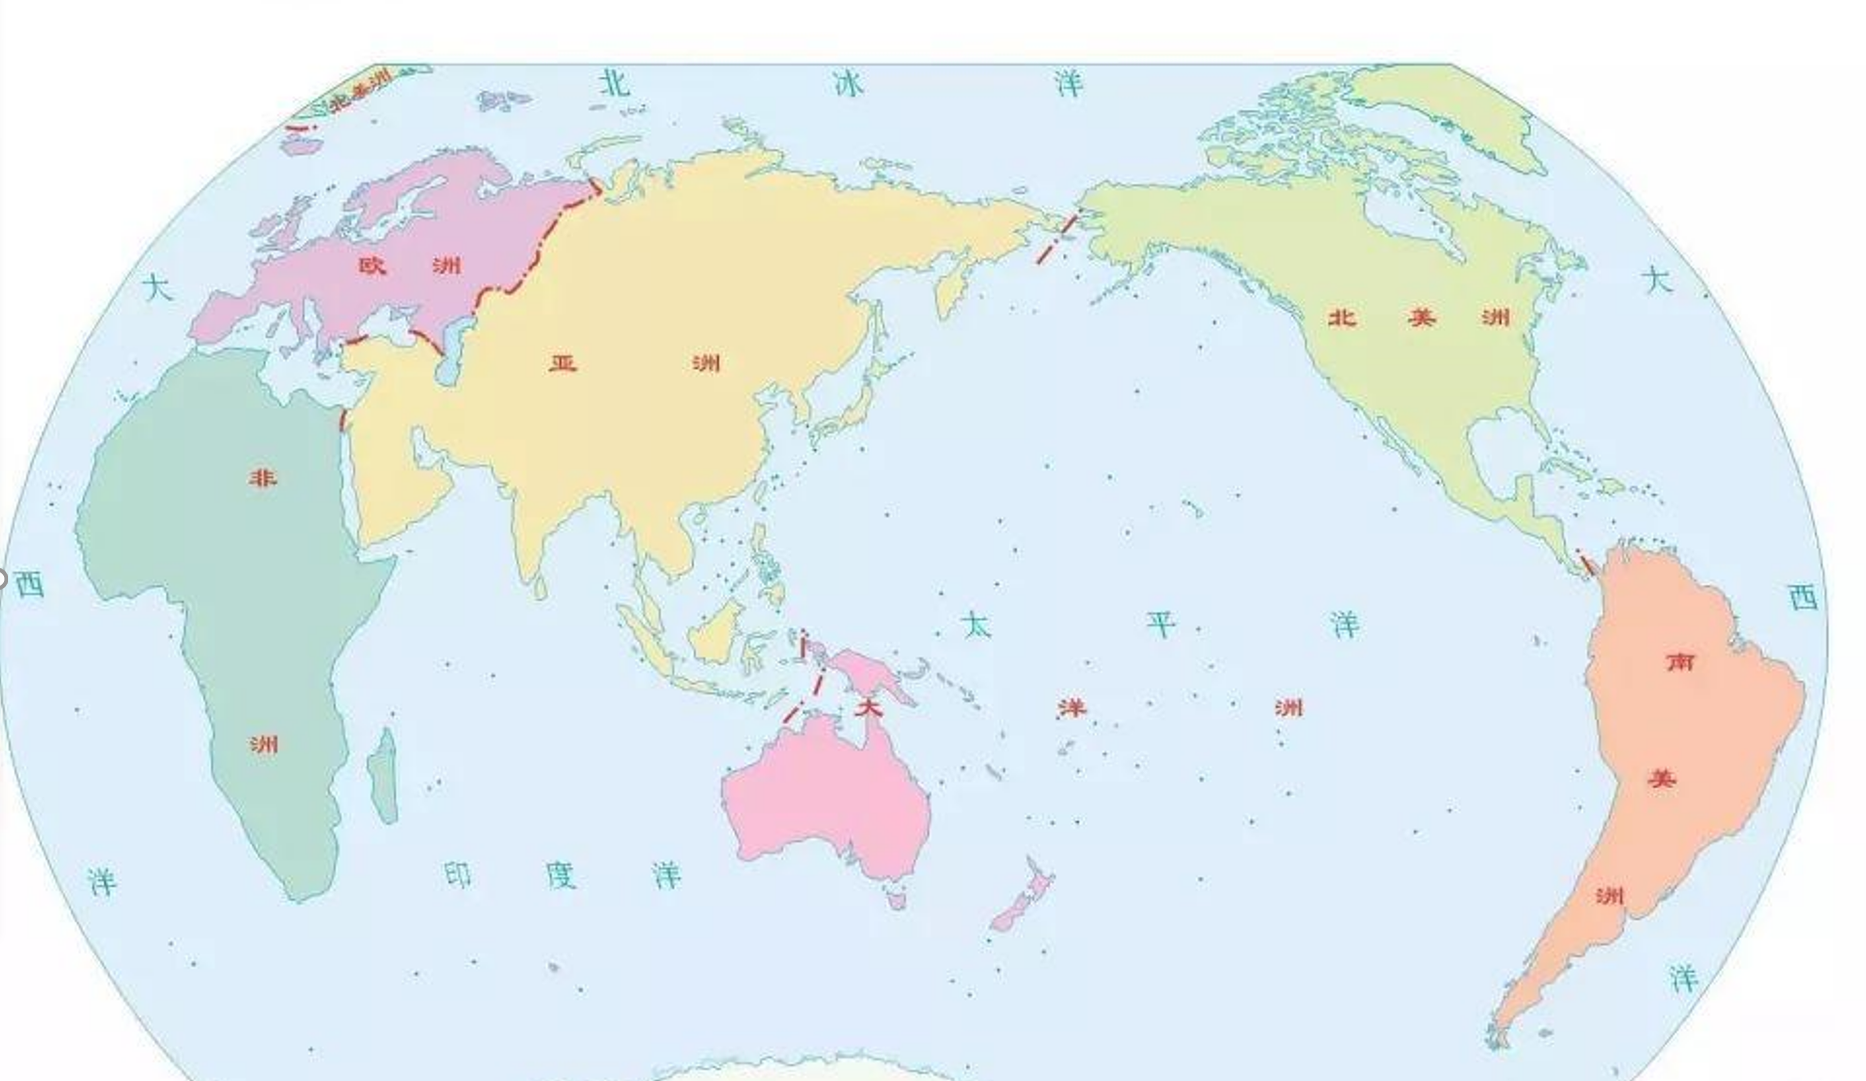 北美洲
北 冰 洋
欧 洲
亚 洲
北 美 洲
非 洲
大 西 洋
大 西 洋
太 平 洋
大 洋 洲
南 美 洲
印 度 洋